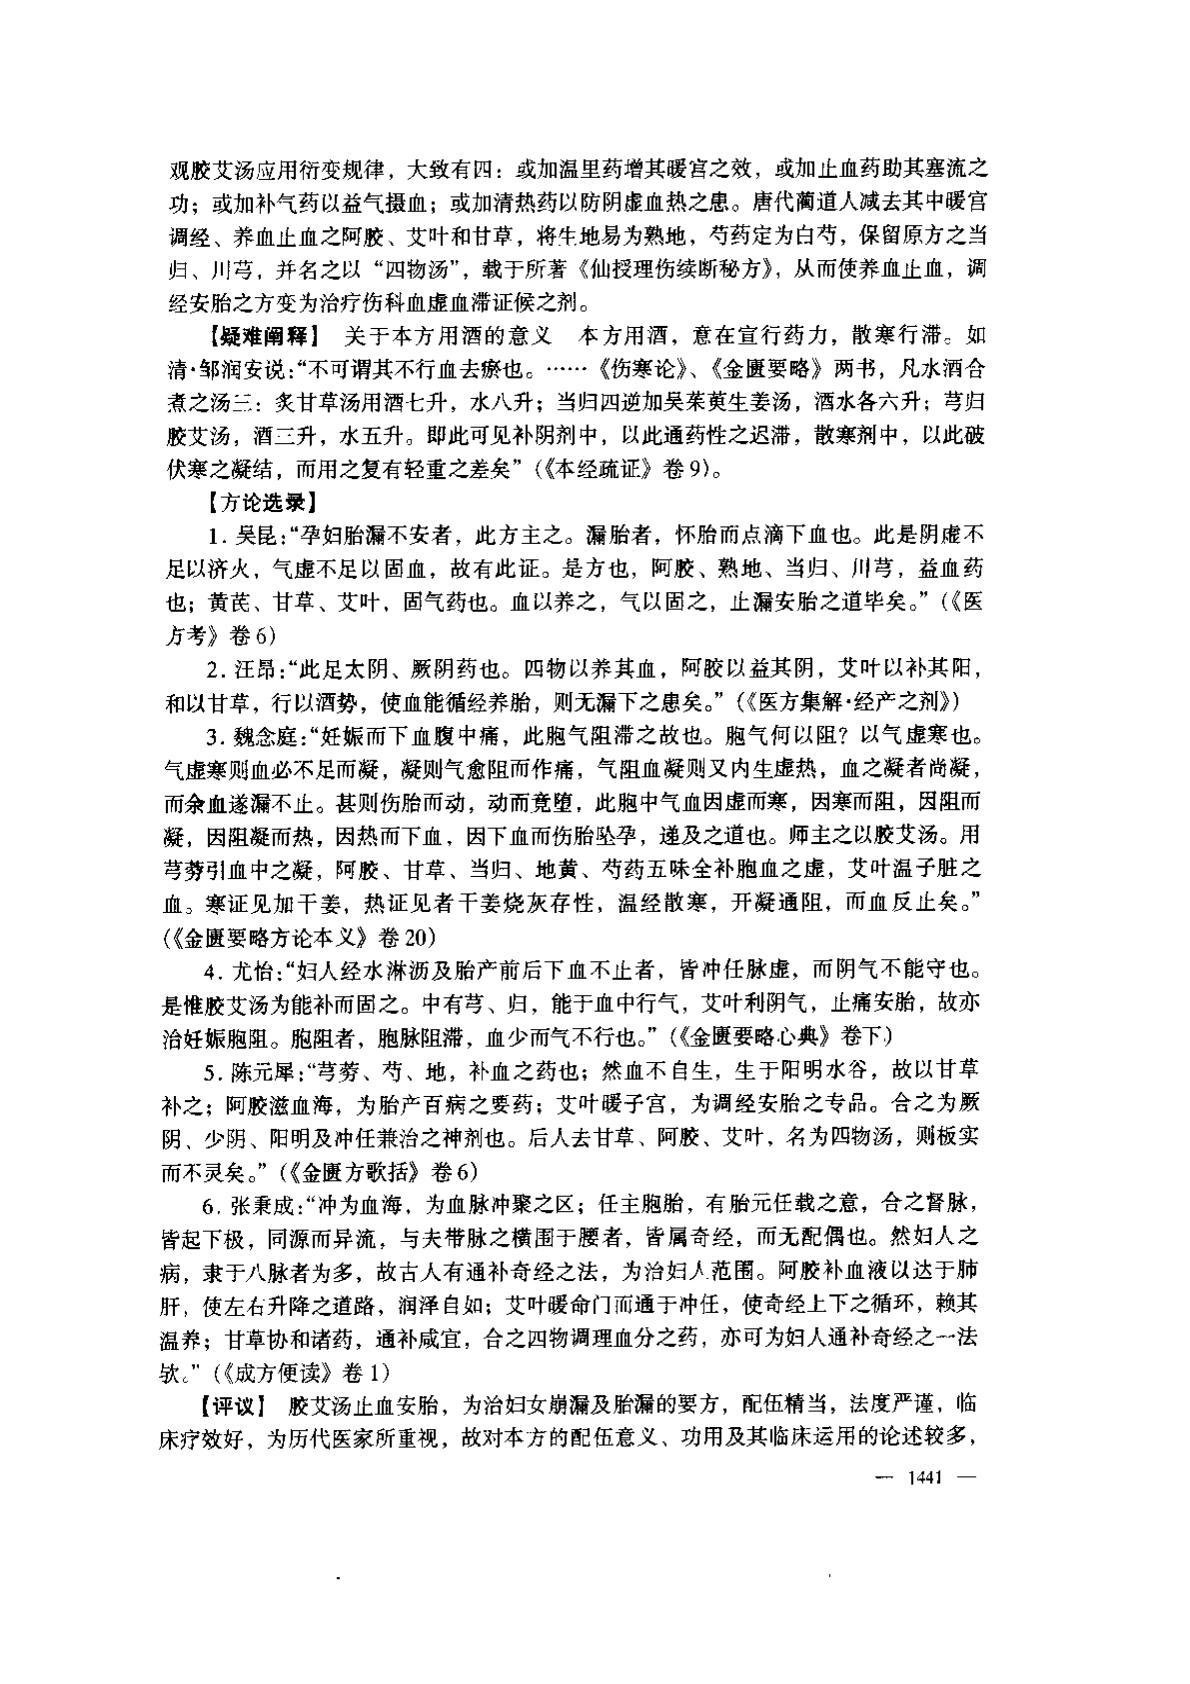 观胶艾汤应用衍变规律，大致有四：或加温里药增其暖宫之效，或加止血药助其塞流之
功；或加补气药以益气摄血；或加清热药以防阴虚血热之患。唐代蔺道人减去其中暖宫
调经、养血止血之阿胶、艾叶和甘草，将生地易为熟地，芍药定为白芍，保留原方之当
归、川芎，并名之以“四物汤”，载于所著《仙授理伤续断秘方》，从而使养血止血，调
经安胎之方变为治疗伤科血虚血滞证候之剂。
【疑难阐释】 关于本方用酒的意义 本方用酒，意在宣行药力，散寒行滞。如
清·邹润安说：“不可谓其不行血去瘀也。……《伤寒论》、《金匮要略》两书，凡水酒合
煮之汤三：炙甘草汤用酒七升，水八升；当归四逆加吴茱萸生姜汤，酒水各六升；芎归
胶艾汤，酒三升，水五升。即此可见补阴剂中，以此通药性之迟滞，散寒剂中，以此破
伏寒之凝结，而用之复有轻重之差矣”（《本经疏证》卷9）。
【方论选录】
1. 吴昆：“孕妇胎漏不安者，此方主之。漏胎者，怀胎而点滴下血也。此是阴虚不
足以济火，气虚不足以固血，故有此证。是方也，阿胶、熟地、当归、川芎，益血药
也；黄芪、甘草、艾叶，固气药也。血以养之，气以固之，止漏安胎之道毕矣。”（《医
方考》卷6）
2. 汪昂：“此足太阴、厥阴药也。四物以养其血，阿胶以益其阴，艾叶以补其阳，
和以甘草，行以酒势，使血能循经养胎，则无漏下之患矣。”（《医方集解·经产之剂》）
3. 魏念庭：“妊娠而下血腹中痛，此胞气阻滞之故也。胞气何以阻？以气虚寒也。
气虚寒则血必不足而凝，凝则气愈阻而作痛，气阻血凝则又内生虚热，血之凝者尚凝，
而余血遂漏不止。甚则伤胎而动，动而竟堕，此胞中气血因虚而寒，因寒而阻，因阻而
凝，因阻凝而热，因热而下血，因下血而伤胎坠孕，递及之道也。师主之以胶艾汤。用
芎䓖引血中之凝，阿胶、甘草、当归、地黄、芍药五味全补胞血之虚，艾叶温子脏之
血。寒证见加干姜，热证见者干姜烧灰存性，温经散寒，开凝通阻，而血反止矣。”
（《金匮要略方论本义》卷20）
4. 尤怡：“妇人经水淋沥及胎产前后下血不止者，皆冲任脉虚，而阴气不能守也。
是惟胶艾汤为能补而固之。中有芎、归，能于血中行气，艾叶利阴气，止痛安胎，故亦
治妊娠胞阻。胞阻者，胞脉阻滞，血少而气不行也。”（《金匮要略心典》卷下）
5. 陈元犀：“芎䓖、芍、地，补血之药也；然血不自生，生于阳明水谷，故以甘草
补之；阿胶滋血海，为胎产百病之要药；艾叶暖子宫，为调经安胎之专品。合之为厥
阴、少阴、阳明及冲任兼治之神剂也。后人去甘草、阿胶、艾叶，名为四物汤，则板实
而不灵矣。”（《金匮方歌括》卷6）
6. 张秉成：“冲为血海，为血脉冲聚之区；任主胞胎，有胎元任载之意，合之督脉，
皆起下极，同源而异流，与夫带脉之横围于腰者，皆属奇经，而无配偶也。然妇人之
病，隶于八脉者为多，故古人有通补奇经之法，为治妇人范围。阿胶补血液以达于肺
肝，使左右升降之道路，润泽自如；艾叶暖命门而通于冲任，使奇经上下之循环，赖其
温养；甘草协和诸药，通补咸宜，合之四物调理血分之药，亦可为妇人通补奇经之一法
欤。”（《成方便读》卷1）
【评议】 胶艾汤止血安胎，为治妇女崩漏及胎漏的要方，配伍精当，法度严谨，临
床疗效好，为历代医家所重视，故对本方的配伍意义、功用及其临床运用的论述较多，
— 1441 —